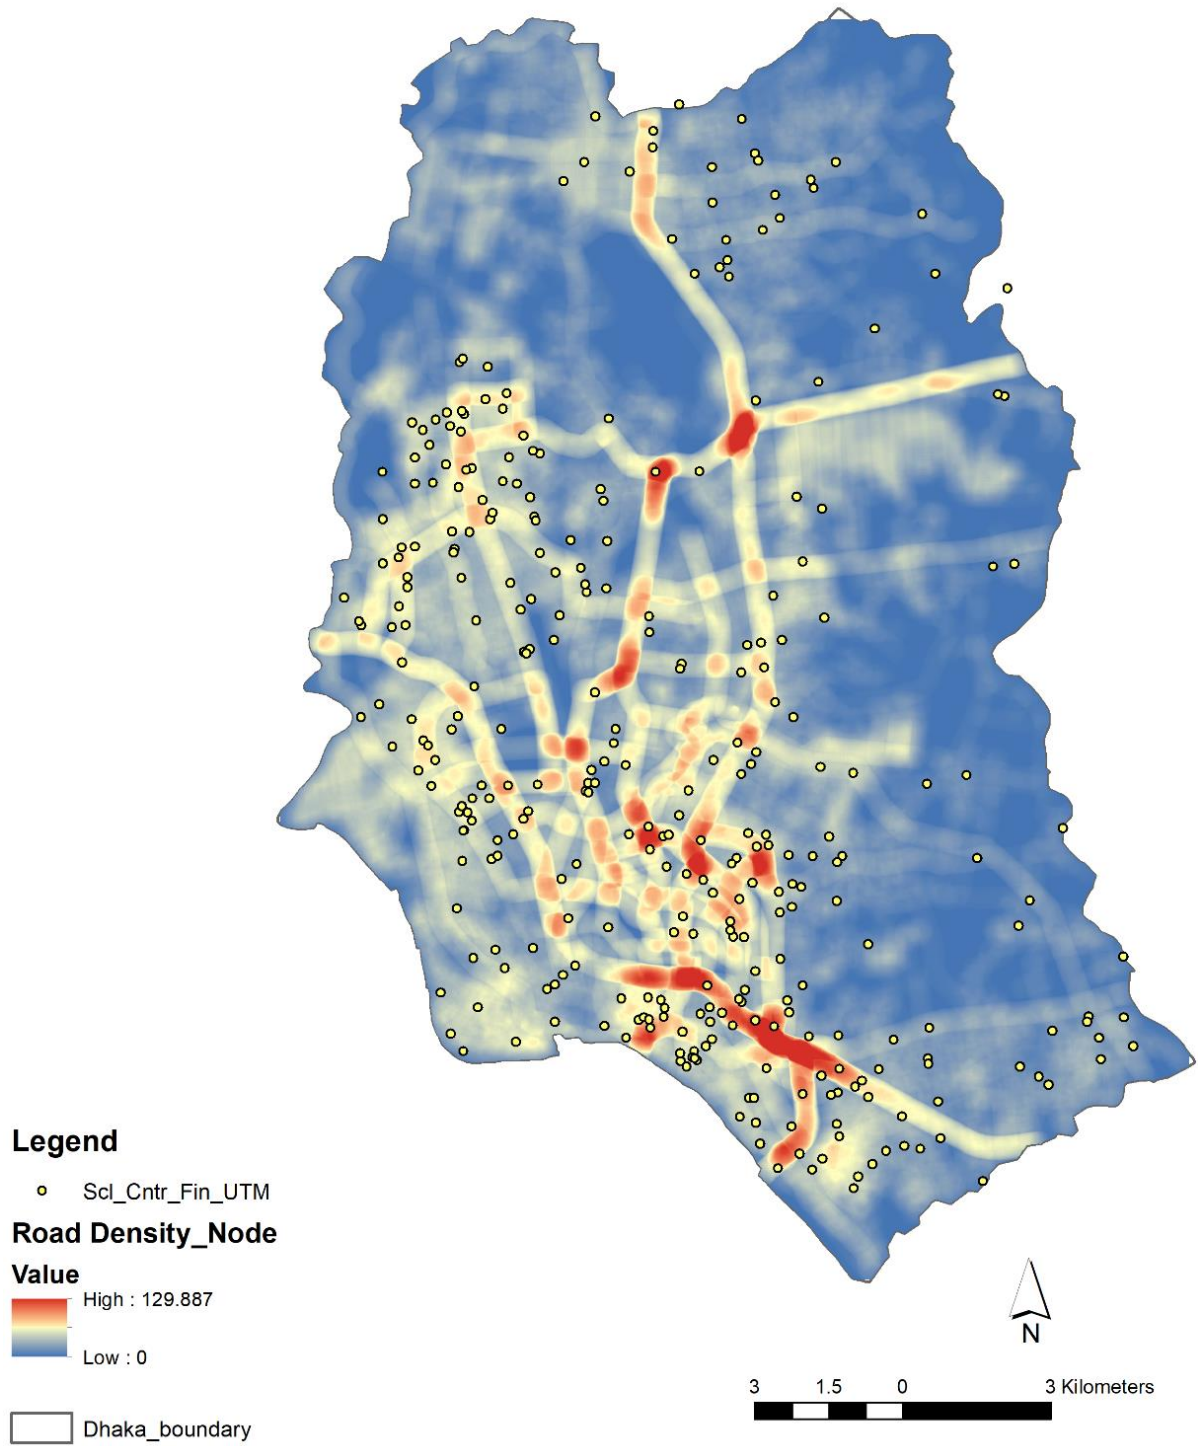 Legend
Scl_Cntr_Fin_UTM
Road Density_Node
Value
High : 129.887
Low : 0
Dhaka_boundary
N
3 1.5 0 3 Kilometers